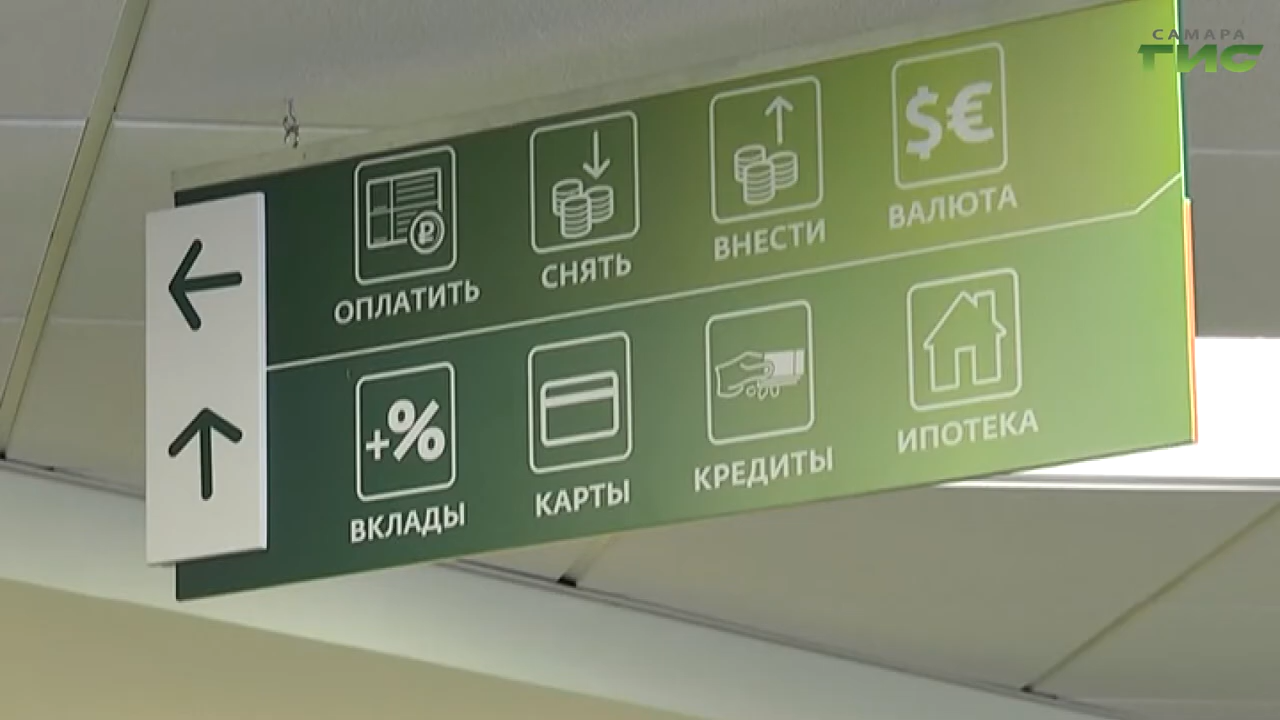 САМАРА
ГИС
$€
ОПЛАТИТЬ СНЯТЬ ВНЕСТИ ВАЛЮТА
+%
ВКЛАДЫ КАРТЫ КРЕДИТЫ ИПОТЕКА